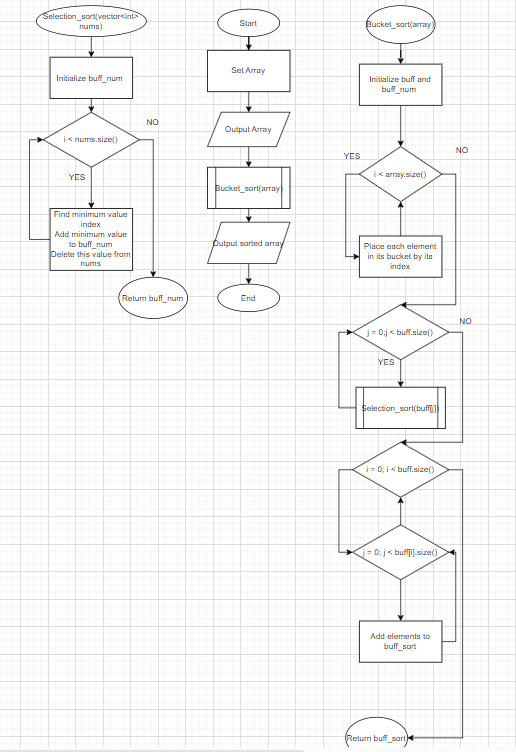 Selection_sort(vector<int>
nums)
Initialize buff_num
i < nums.size()
NO
YES
Find minimum value
index
Add minimum value
to buff_num
Delete this value from
nums
Return buff_num
Start
Set Array
Output Array
Bucket_sort(array)
Output sorted array
End
Bucket_sort(array)
Initialize buff and
buff_num
i < array.size()
YES
NO
Place each element
in its bucket by its
index
j = 0;j < buff.size()
NO
YES
Selection_sort(buff[j])
i = 0; i < buff.size()
j = 0; j < buff[i].size()
Add elements to
buff_sort
Return buff_sort